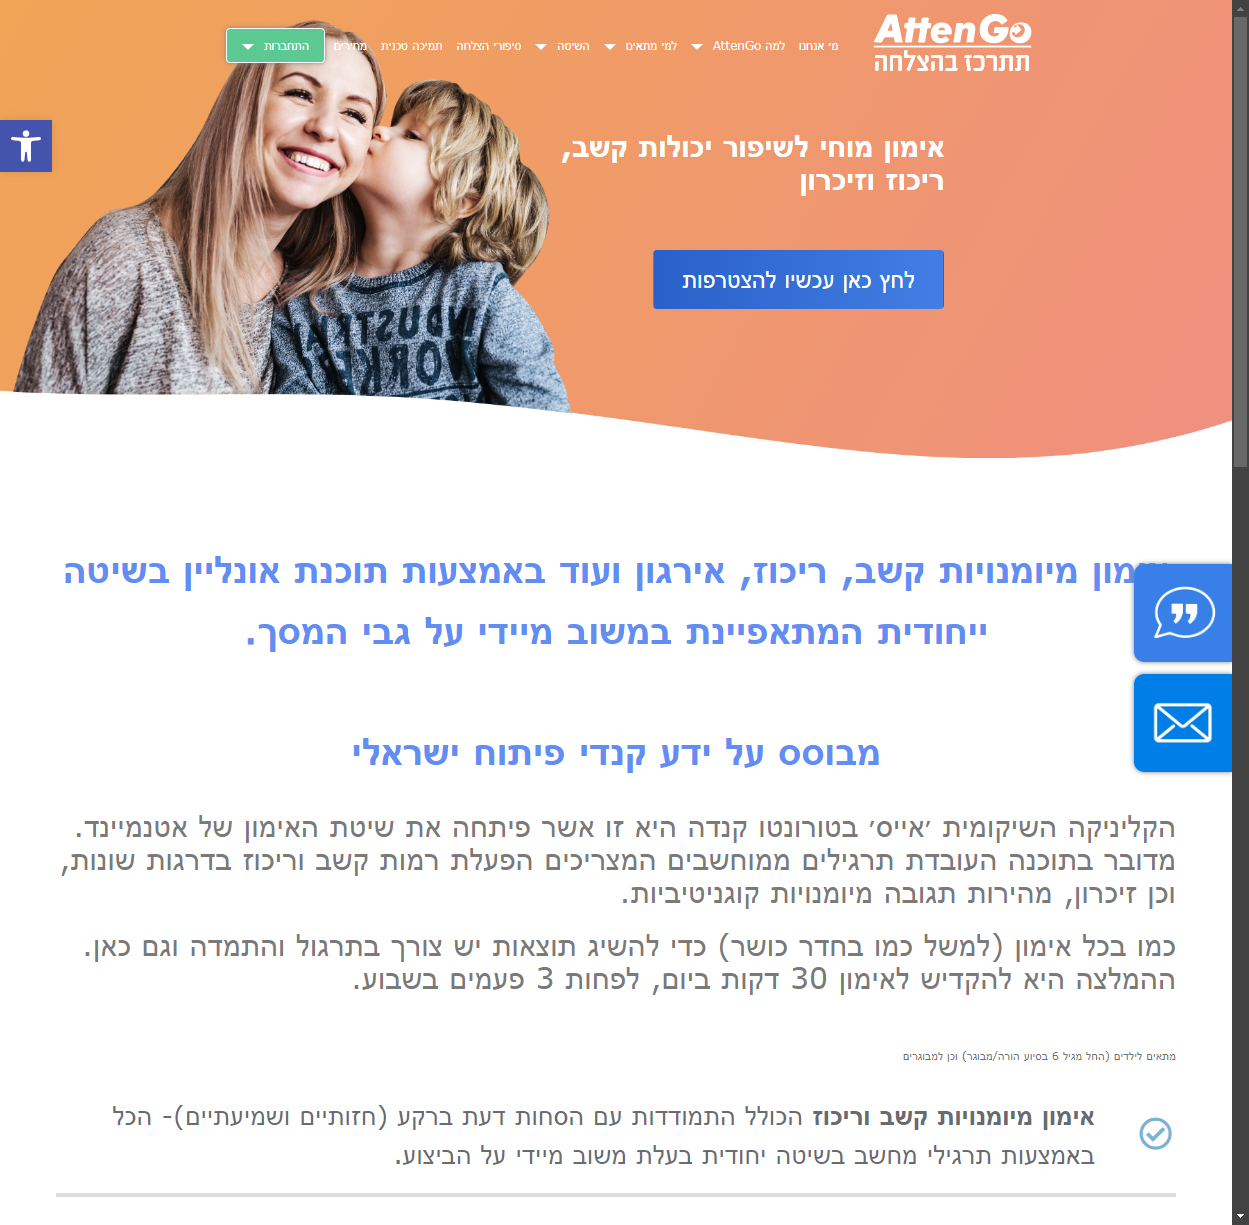 AttenGo
תתרכז בהצלחה
מי אנחנו
למה AttenGo
למי מתאים
השיטה
סיפורי הצלחה
תמיכה טכנית
מחירים
התחברות
אימון מוחי לשיפור יכולות קשב,
ריכוז וזיכרון
לחץ כאן עכשיו להצטרפות
INDUSTRIAL
WORKER
מיומנויות קשב, ריכוז, אירגון ועוד באמצעות תוכנת אונליין בשיטה
ייחודית המתאפיינת במשוב מיידי על גבי המסך.
מבוסס על ידע קנדי פיתוח ישראלי
הקליניקה השיקומית 'אייס' בטורונטו קנדה היא זו אשר פיתחה את שיטת האימון של אטנמיינד.
מדובר בתוכנה העובדת תרגילים ממוחשבים המצריכים הפעלת רמות קשב וריכוז בדרגות שונות,
וכן זיכרון, מהירות תגובה מיומנויות קוגניטיביות.
כמו בכל אימון (למשל כמו בחדר כושר) כדי להשיג תוצאות יש צורך בתרגול והתמדה וגם כאן.
ההמלצה היא להקדיש לאימון 30 דקות ביום, לפחות 3 פעמים בשבוע.
מתאים לילדים (החל מגיל 6 בסיוע הורה/מבוגר) וכן למבוגרים
אימון מיומנויות קשב וריכוז הכולל התמודדות עם הסחות דעת ברקע (חזותיים ושמיעתיים)- הכל
באמצעות תרגילי מחשב בשיטה יחודית בעלת משוב מיידי על הביצוע.